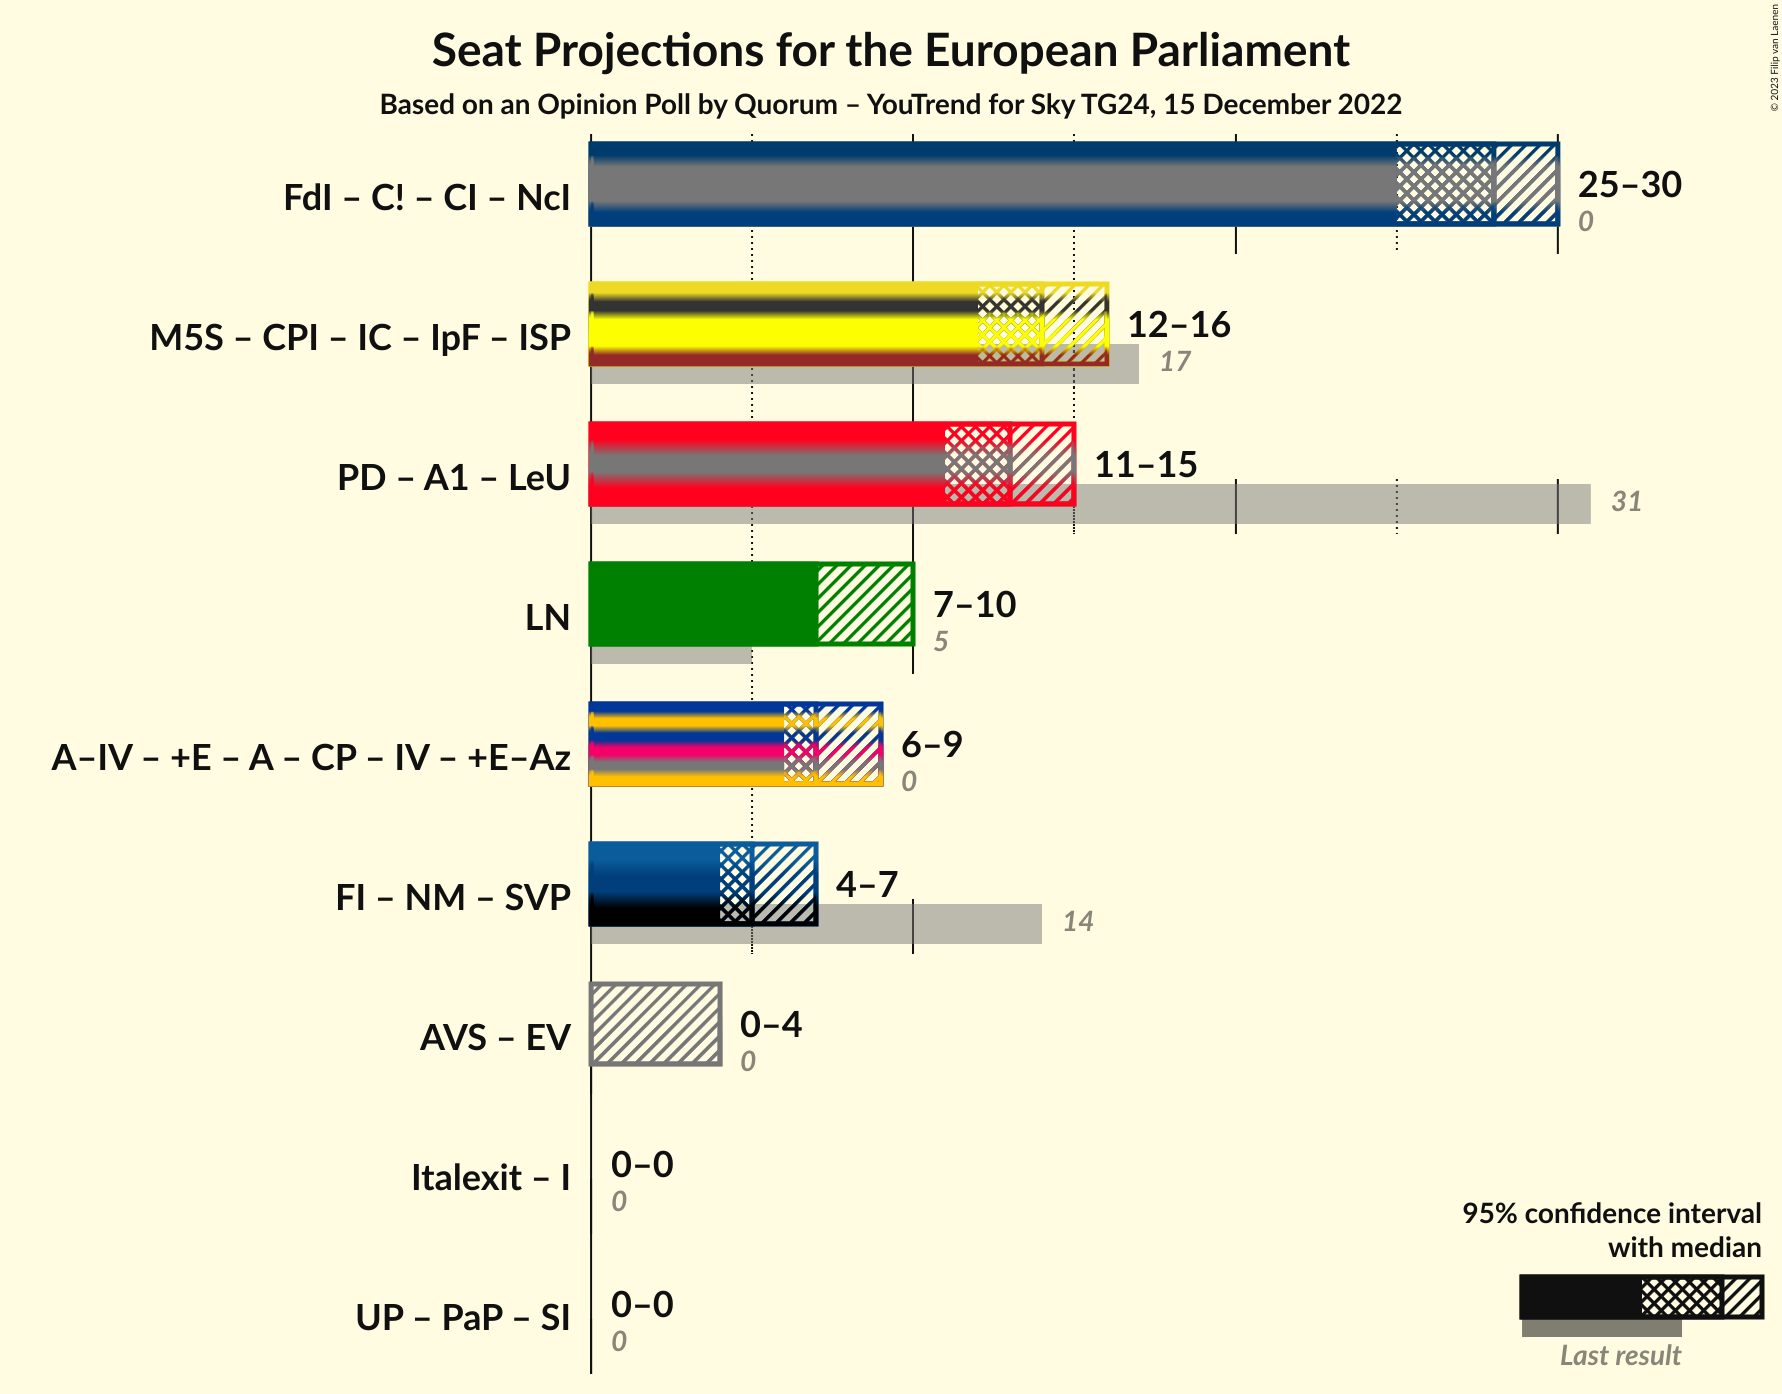 Seat Projections for the European Parliament
Based on an Opinion Poll by Quorum – YouTrend for Sky TG24, 15 December 2022
© 2023 Filip van Laenen
FdI – C! – CI – NcI
25–30
0
M5S – CPI – IC – IpF – ISP
12–16
17
PD – A1 – LeU
11–15
31
LN
7–10
5
A–IV – +E – A – CP – IV – +E–Az
6–9
0
FI – NM – SVP
4–7
14
AVS – EV
0–4
0
Italexit – I
0–0
0
UP – PaP – SI
0–0
0
95% confidence interval
with median
Last result